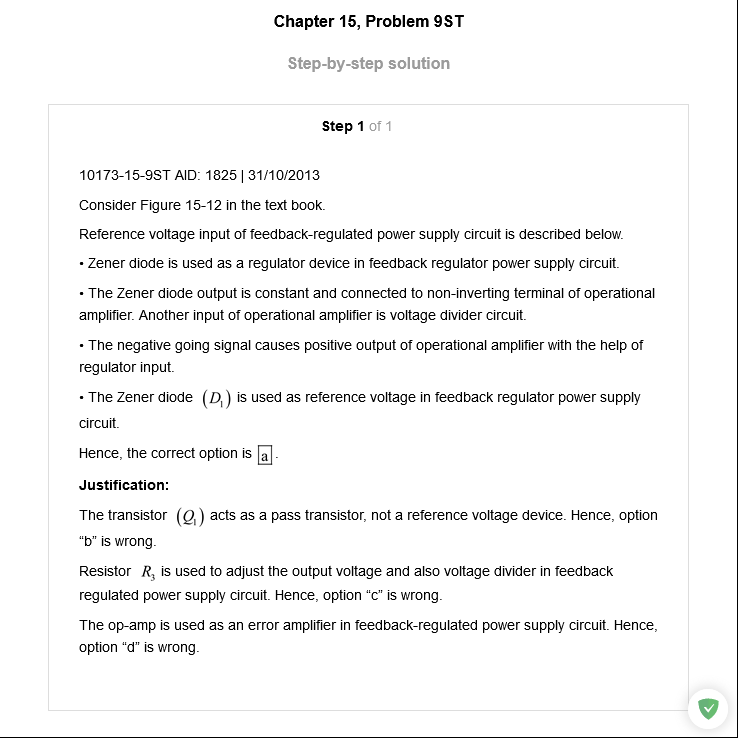 Chapter 15, Problem 9ST
Step-by-step solution
Step 1 of 1
10173-15-9ST AID: 1825 | 31/10/2013
Consider Figure 15-12 in the text book.
Reference voltage input of feedback-regulated power supply circuit is described below.
• Zener diode is used as a regulator device in feedback regulator power supply circuit.
• The Zener diode output is constant and connected to non-inverting terminal of operational
amplifier. Another input of operational amplifier is voltage divider circuit.
• The negative going signal causes positive output of operational amplifier with the help of
regulator input.
• The Zener diode (D₁) is used as reference voltage in feedback regulator power supply
circuit.
Hence, the correct option is a.
Justification:
The transistor (Q₁) acts as a pass transistor, not a reference voltage device. Hence, option
“b” is wrong.
Resistor R₃ is used to adjust the output voltage and also voltage divider in feedback
regulated power supply circuit. Hence, option “c” is wrong.
The op-amp is used as an error amplifier in feedback-regulated power supply circuit. Hence,
option “d” is wrong.